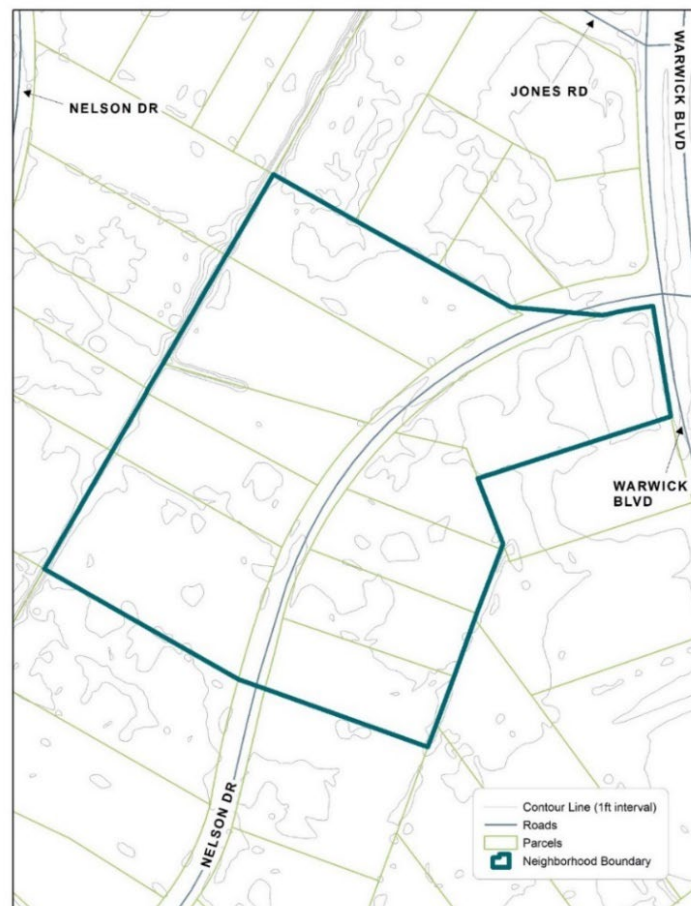 WARWICK BLVD
JONES RD
NELSON DR
WARWICK
BLVD
NELSON DR
Contour Line (1ft interval)
Roads
Parcels
Neighborhood Boundary